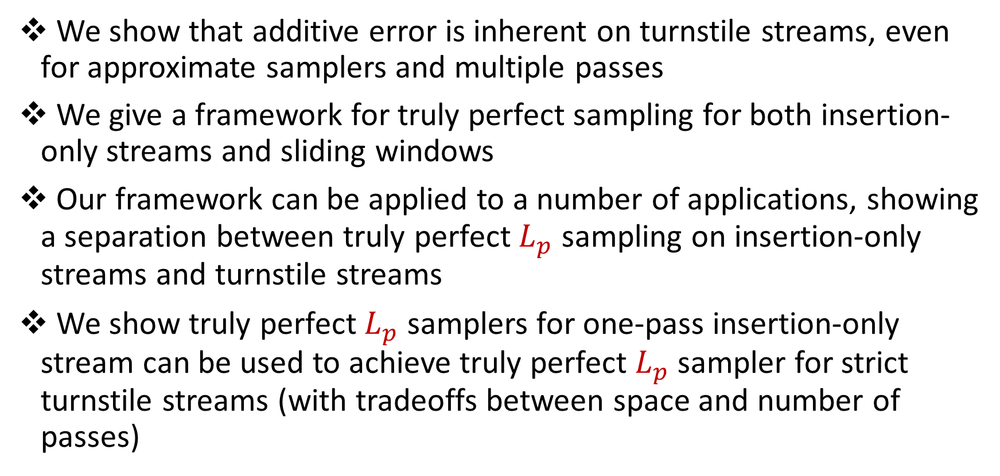 ❖ We show that additive error is inherent on turnstile streams, even
for approximate samplers and multiple passes
❖ We give a framework for truly perfect sampling for both insertion-
only streams and sliding windows
❖ Our framework can be applied to a number of applications, showing
a separation between truly perfect L_p sampling on insertion-only
streams and turnstile streams
❖ We show truly perfect L_p samplers for one-pass insertion-only
stream can be used to achieve truly perfect L_p sampler for strict
turnstile streams (with tradeoffs between space and number of
passes)